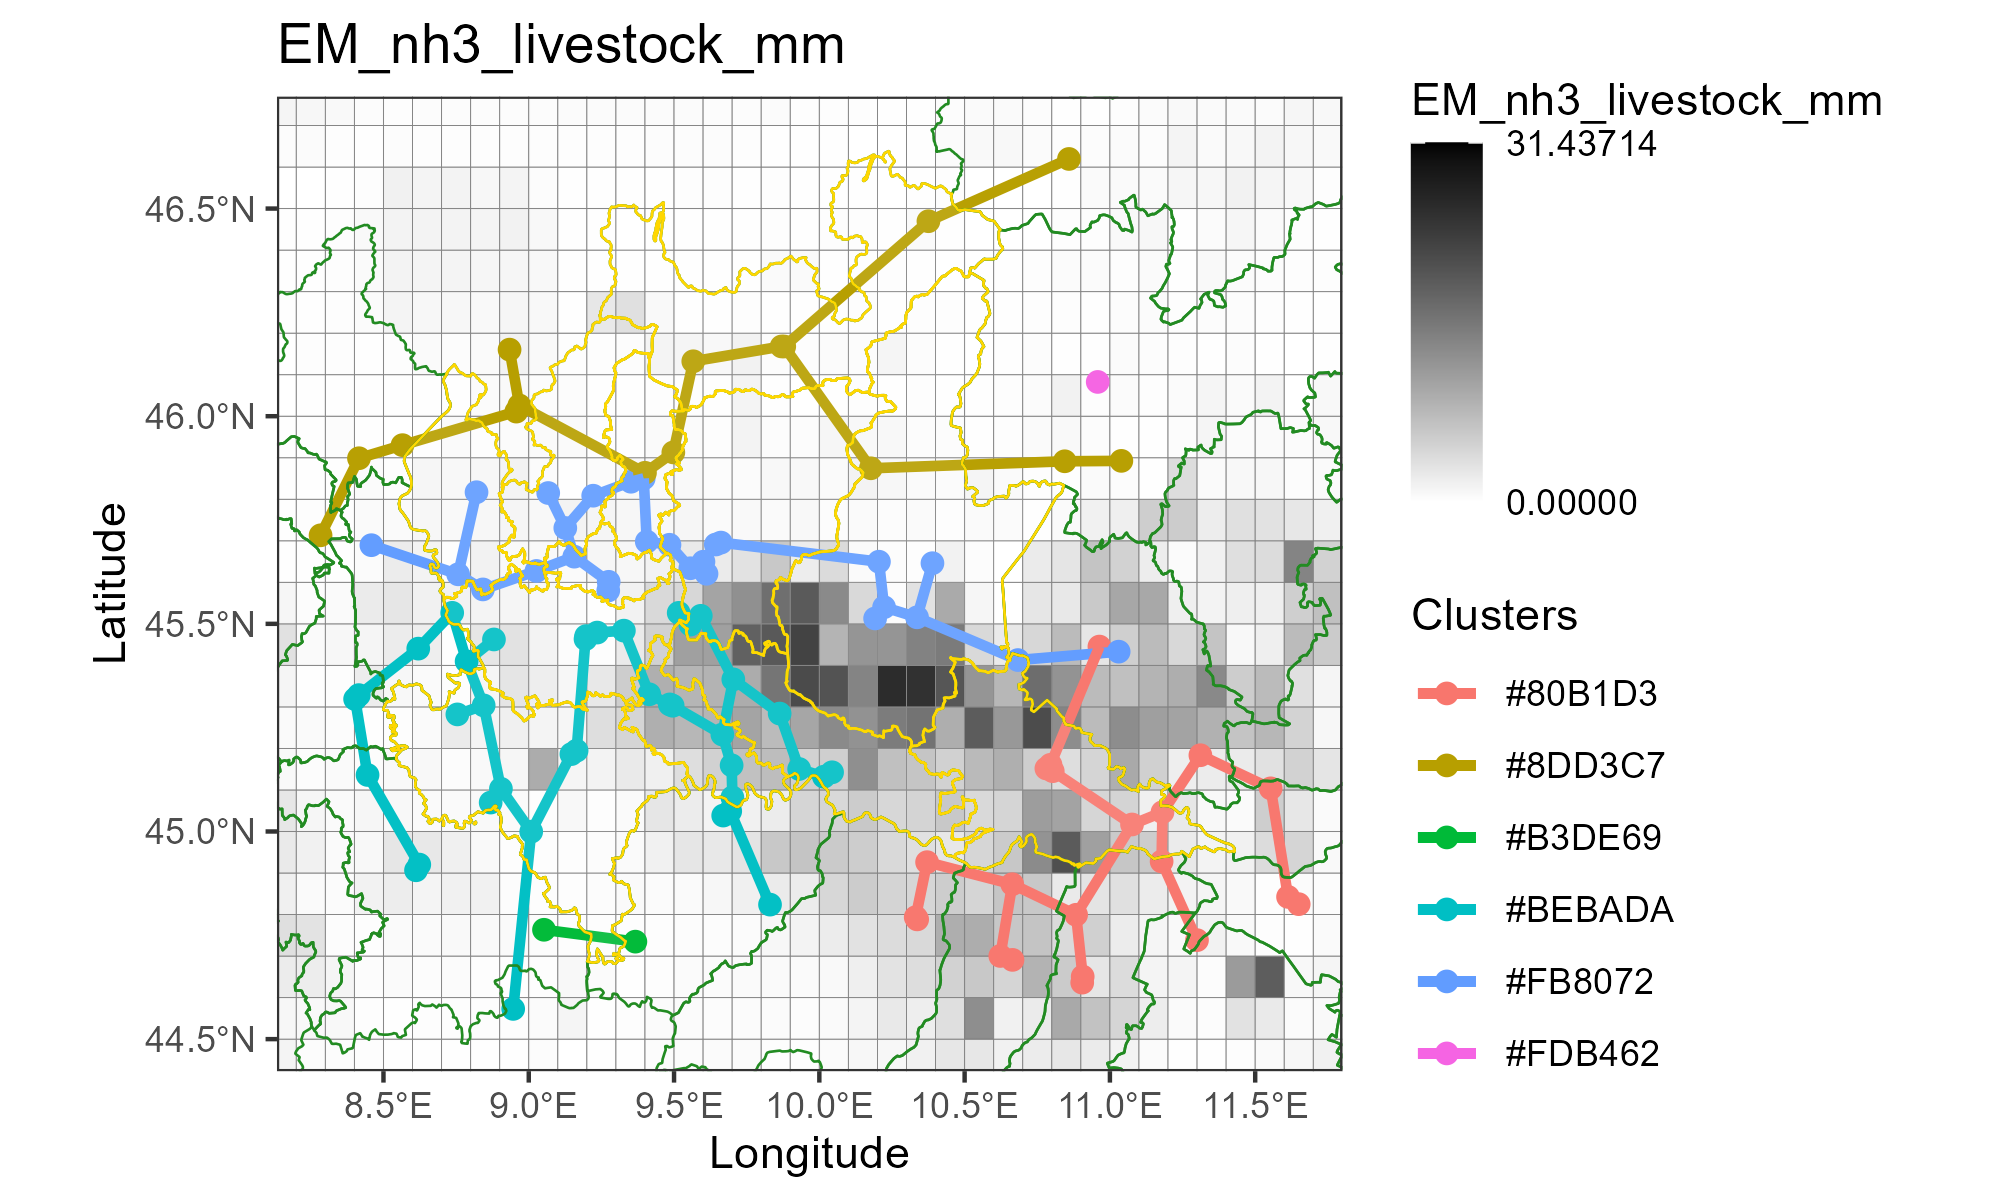 EM_nh3_livestock_mm
EM_nh3_livestock_mm
31.43714
0.00000
46.5°N
46.0°N
45.5°N
45.0°N
44.5°N
Latitude
8.5°E
9.0°E
9.5°E
10.0°E
10.5°E
11.0°E
11.5°E
Longitude
Clusters
#80B1D3
#8DD3C7
#B3DE69
#BEBADA
#FB8072
#FDB462